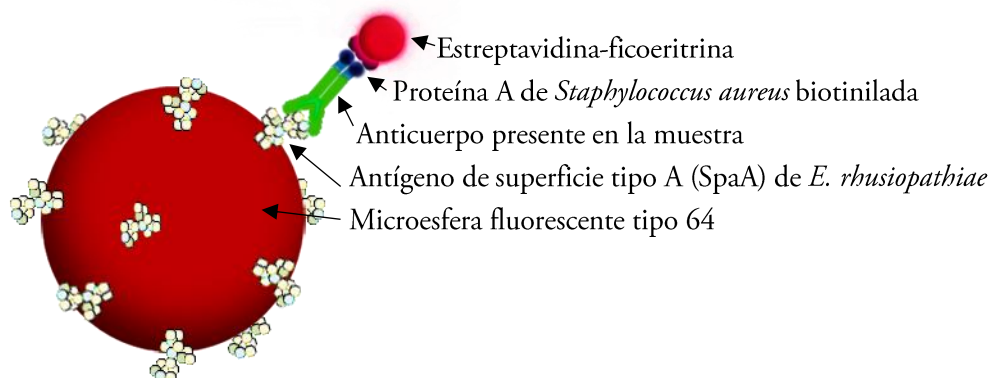 Estreptavidina-ficoeritrina
Proteína A de Staphylococcus aureus biotinilada
Anticuerpo presente en la muestra
Antígeno de superficie tipo A (SpaA) de E. rhusiopathiae
Microesfera fluorescente tipo 64